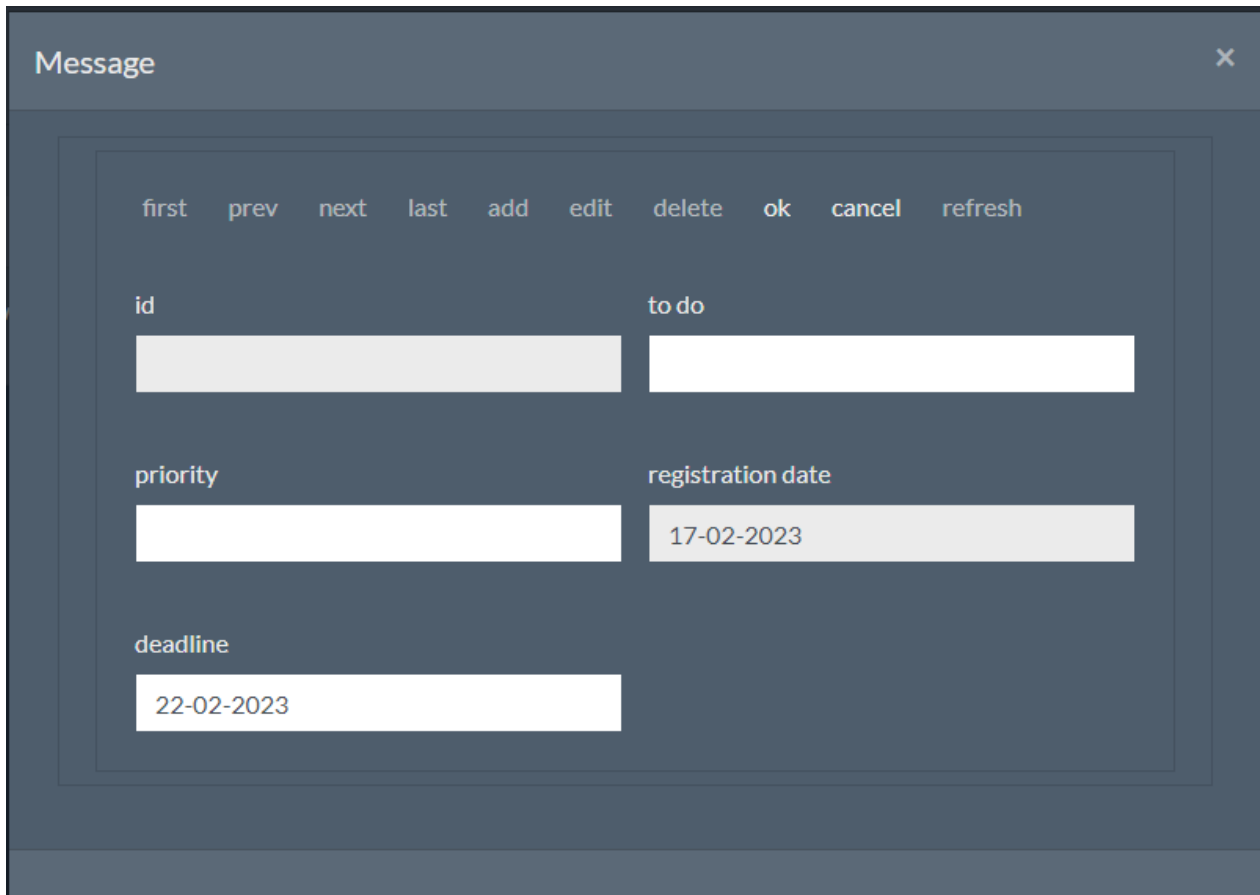 Message ×
first prev next last add edit delete ok cancel refresh
id to do
priority registration date
17-02-2023
deadline
22-02-2023